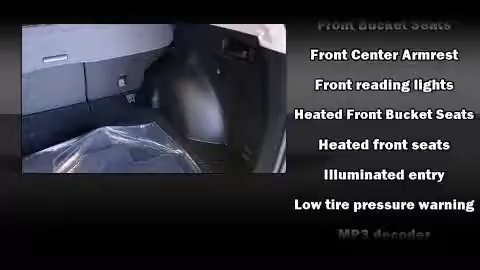 Front Bucket Seats
Front Center Armrest
Front reading lights
Heated Front Bucket Seats
Heated front seats
Illuminated entry
Low tire pressure warning
MP3 decoder